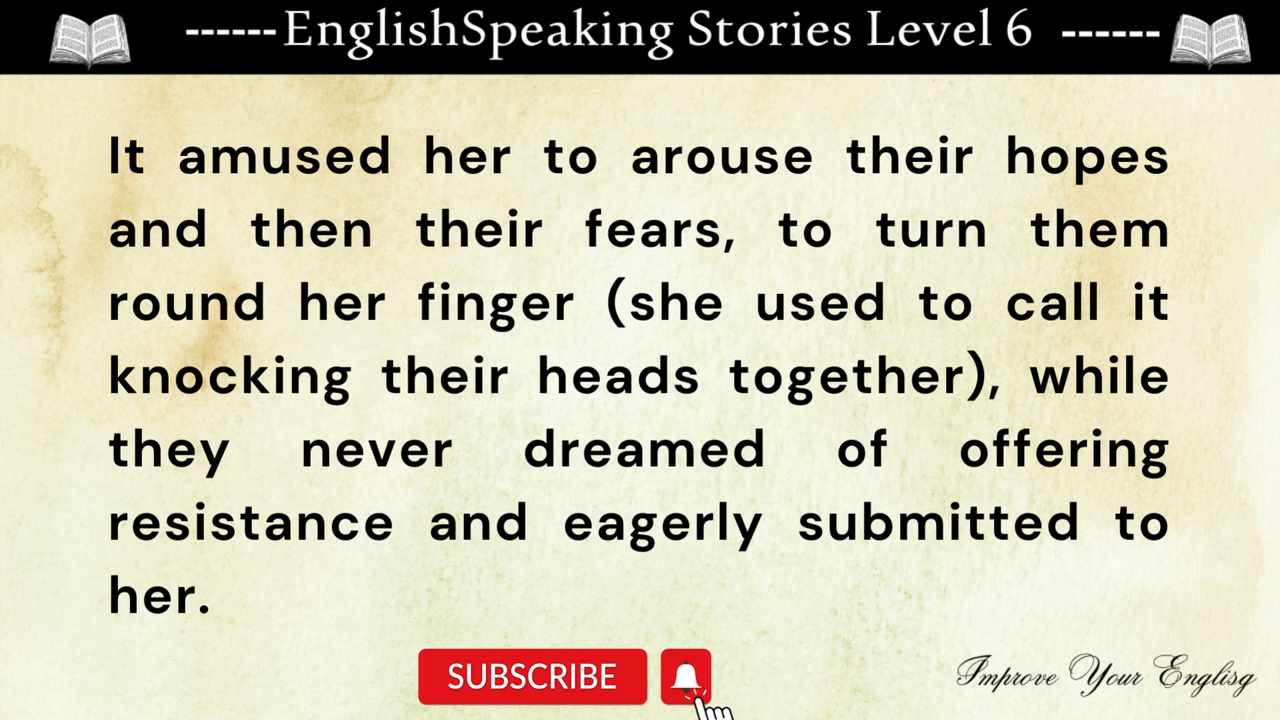 ------EnglishSpeaking Stories Level 6 ------
It amused her to arouse their hopes
and then their fears, to turn them
round her finger (she used to call it
knocking their heads together), while
they never dreamed of offering
resistance and eagerly submitted to
her.
SUBSCRIBE
Improve Your Englisg